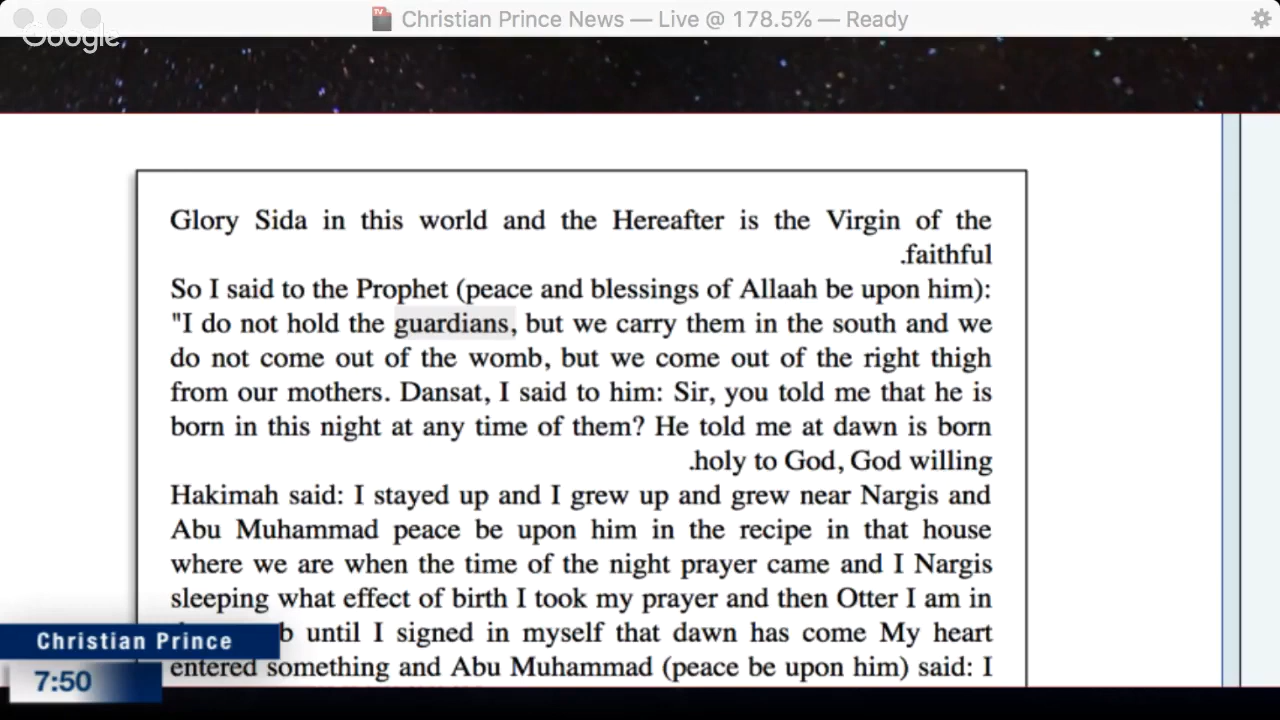 Christian Prince News — Live @ 178.5% — Ready
Google
Glory Sida in this world and the Hereafter is the Virgin of the
.faithful
So I said to the Prophet (peace and blessings of Allaah be upon him):
"I do not hold the guardians, but we carry them in the south and we
do not come out of the womb, but we come out of the right thigh
from our mothers. Dansat, I said to him: Sir, you told me that he is
born in this night at any time of them? He told me at dawn is born
.holy to God, God willing
Hakimah said: I stayed up and I grew up and grew near Nargis and
Abu Muhammad peace be upon him in the recipe in that house
where we are when the time of the night prayer came and I Nargis
sleeping what effect of birth I took my prayer and then Otter I am in
until I signed in myself that dawn has come My heart
entered something and Abu Muhammad (peace be upon him) said: I
Christian Prince
7:50